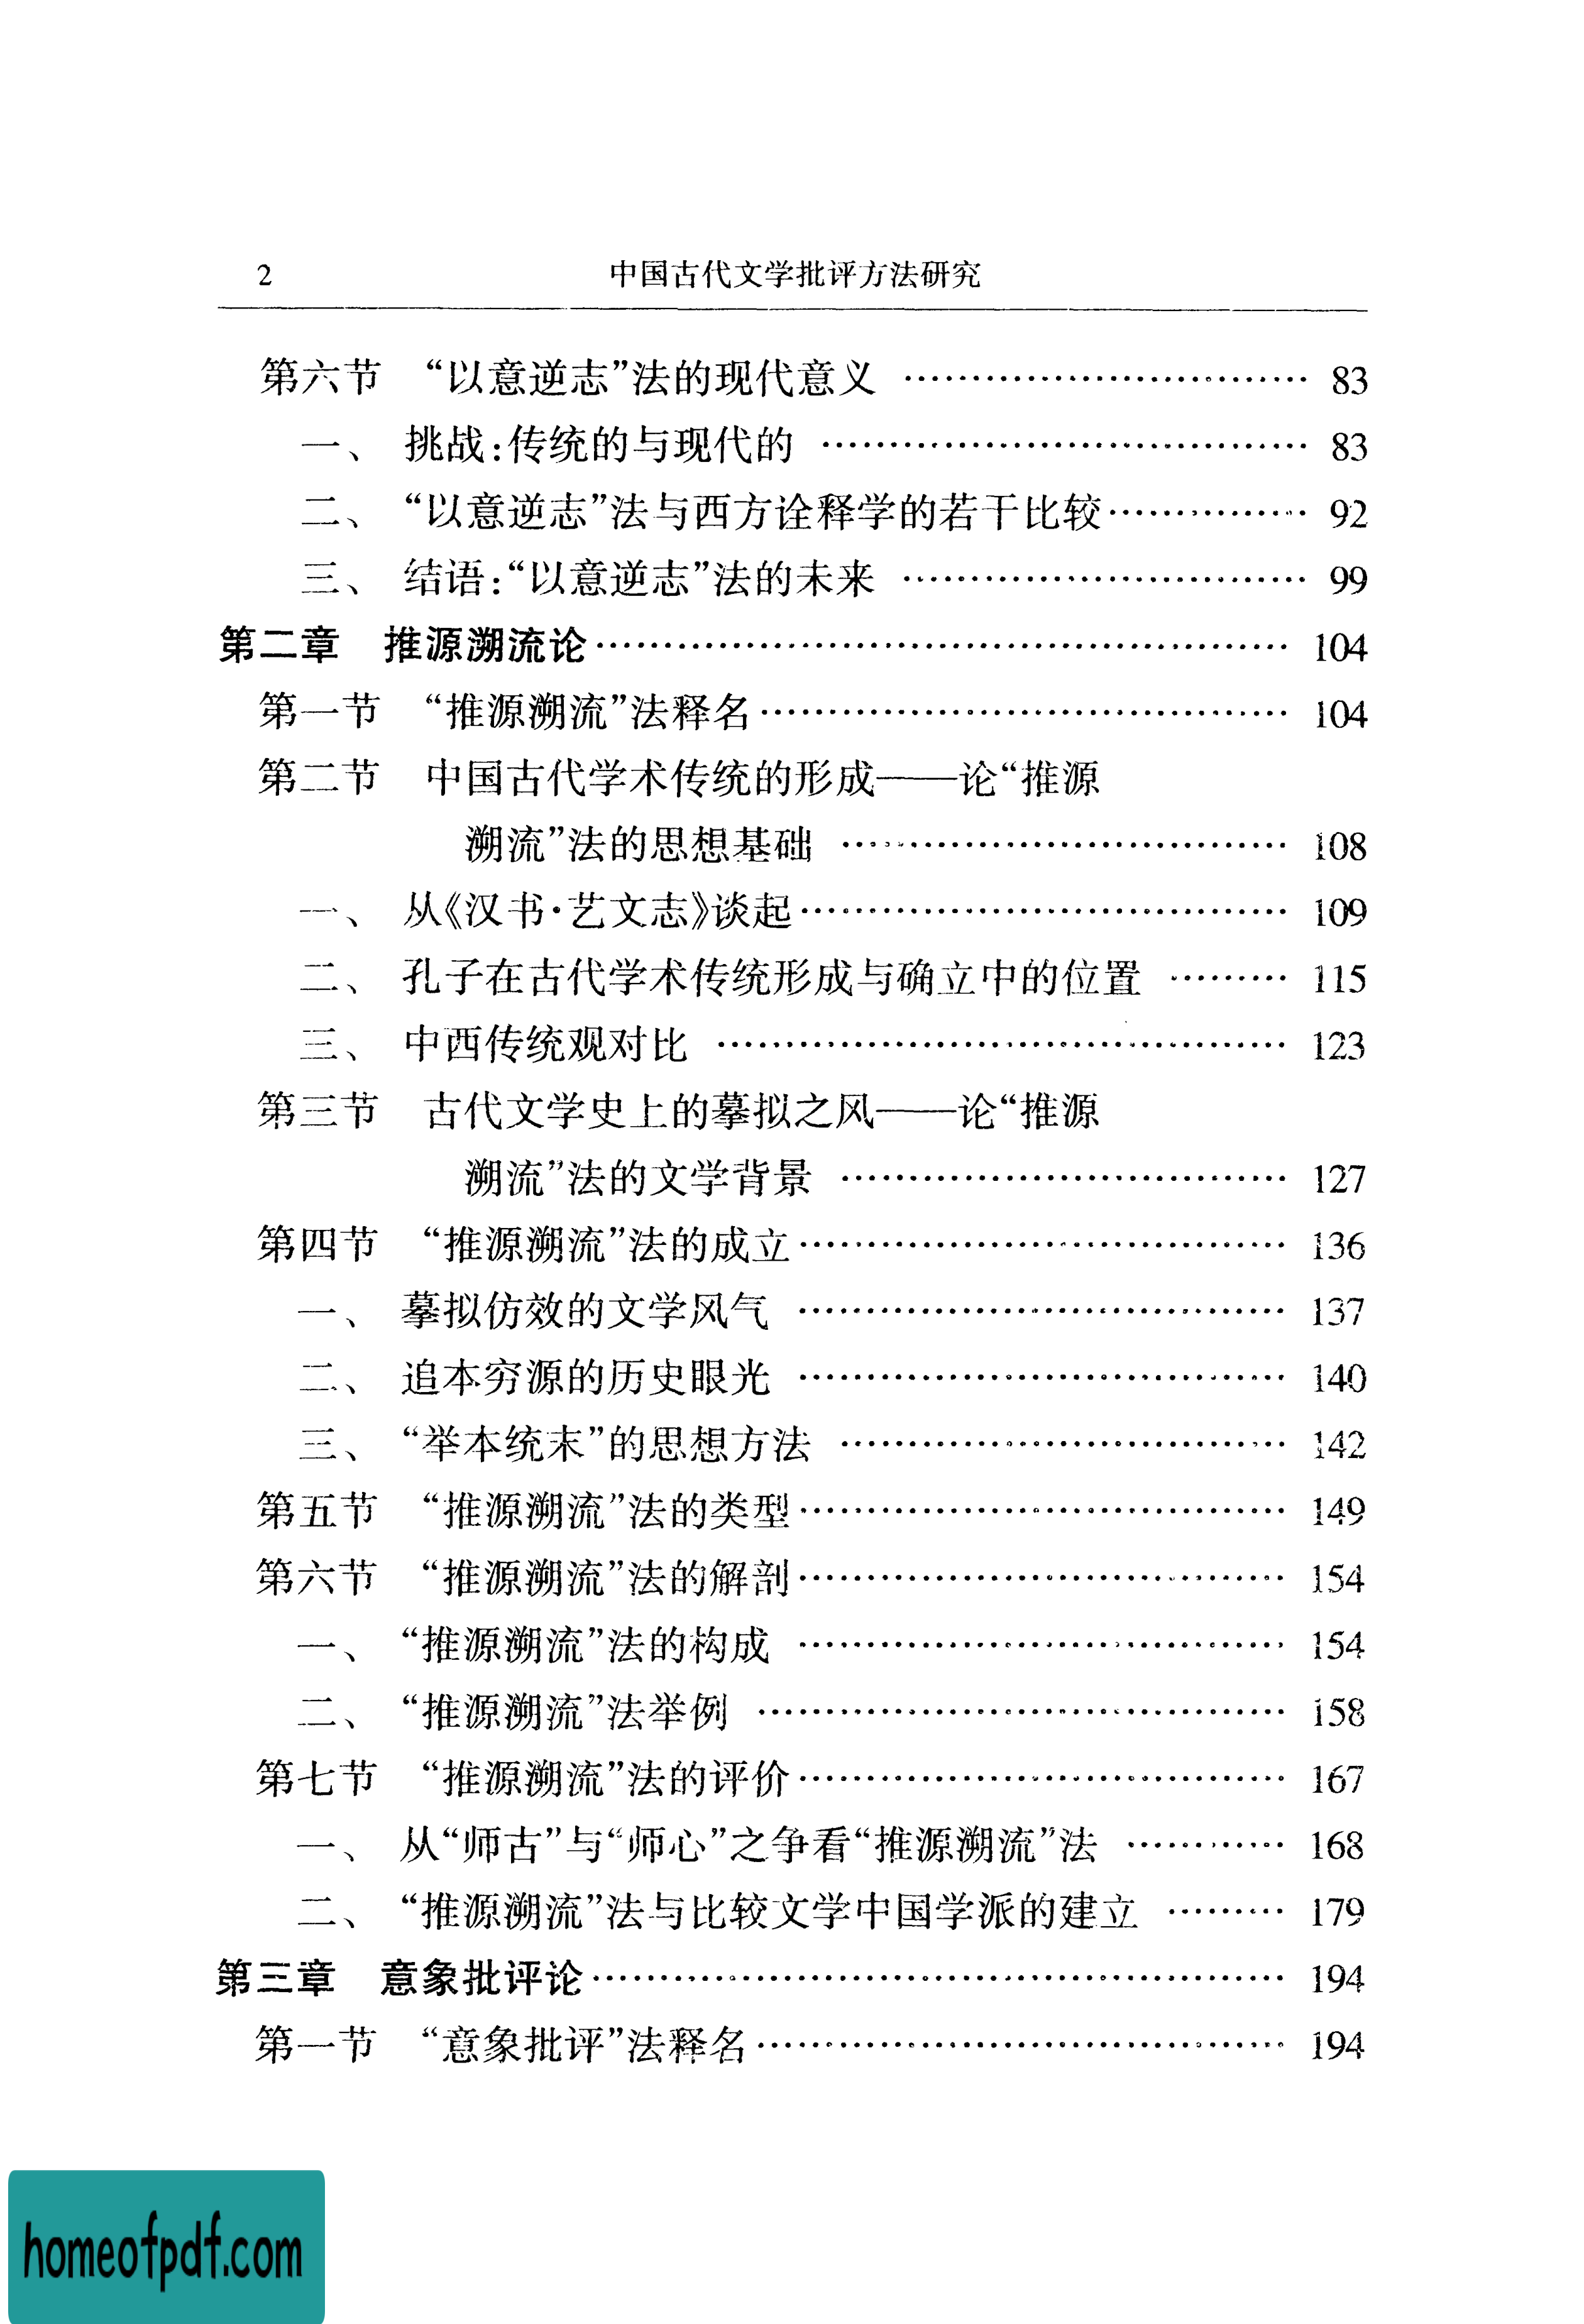 2 中国古代文学批评方法研究
第六节 “以意逆志”法的现代意义 …………………………… 83
一、 挑战:传统的与现代的 …………………………………… 83
二、 “以意逆志”法与西方诠释学的若干比较…………… 92
三、 结语:“以意逆志”法的未来 …………………………… 99
第二章 推源溯流论………………………………………………… 104
第一节 “推源溯流”法释名…………………………………… 104
第二节 中国古代学术传统的形成——论“推源
溯流”法的思想基础 ……………………………… 108
一、 从《汉书·艺文志》谈起………………………………… 109
二、 孔子在古代学术传统形成与确立中的位置 ……… 115
三、 中西传统观对比 ……………………………………… 123
第三节 古代文学史上的摹拟之风——论“推源
溯流”法的文学背景 ……………………………… 127
第四节 “推源溯流”法的成立………………………………… 136
一、 摹拟仿效的文学风气 ………………………………… 137
二、 追本穷源的历史眼光 ………………………………… 140
三、 “举本统末”的思想方法 ……………………………… 142
第五节 “推源溯流”法的类型………………………………… 149
第六节 “推源溯流”法的解剖………………………………… 154
一、 “推源溯流”法的构成 ………………………………… 154
二、 “推源溯流”法举例 …………………………………… 158
第七节 “推源溯流”法的评价………………………………… 167
一、 从“师古”与“师心”之争看“推源溯流”法 ………… 168
二、 “推源溯流”法与比较文学中国学派的建立 ……… 179
第三章 意象批评论………………………………………………… 194
第一节 “意象批评”法释名…………………………………… 194
homeofpdf.com